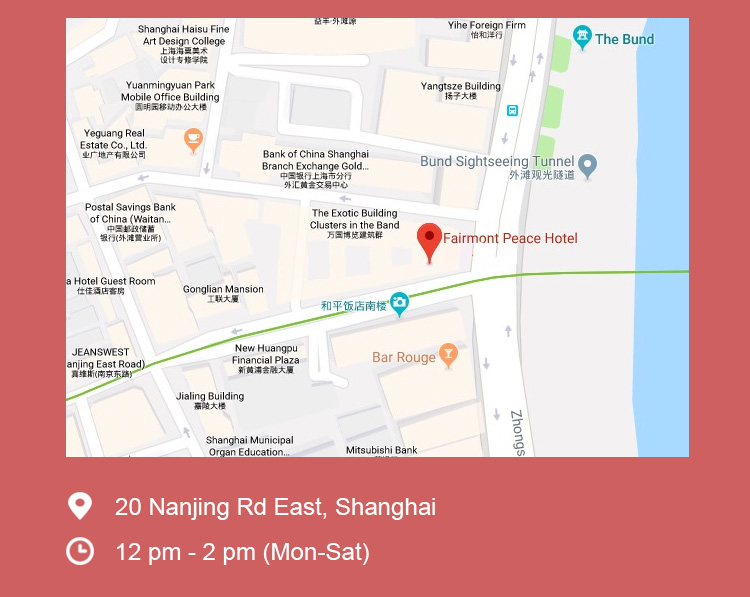 益丰·外滩源
Yihe Foreign Firm
怡和洋行
Shanghai Haisu Fine
Art Design College
上海海粟美术
设计专修学院
The Bund
Yuanmingyuan Park
Mobile Office Building
圆明园移动办公大楼
Yangtsze Building
扬子大楼
Yeguang Real
Estate Co., Ltd.
业广地产有限公司
Bank of China Shanghai
Branch Exchange Gold...
中国银行上海市分行
外汇黄金交易中心
Bund Sightseeing Tunnel
外滩观光隧道
Postal Savings Bank
of China (Waitan...
中国邮政储蓄
银行(外滩营业所)
The Exotic Building
Clusters in the Band
万国博览建筑群
Fairmont Peace Hotel
a Hotel Guest Room
仕佳酒店客房
Gonglian Mansion
工联大厦
和平饭店南楼
JEANSWEST
anjing East Road)
真维斯(南京东路)
New Huangpu
Financial Plaza
新黄浦金融大厦
Bar Rouge
Jialing Building
嘉陵大楼
Zhongs
Shanghai Municipal
Organ Education...
Mitsubishi Bank
20 Nanjing Rd East, Shanghai
12 pm - 2 pm (Mon-Sat)